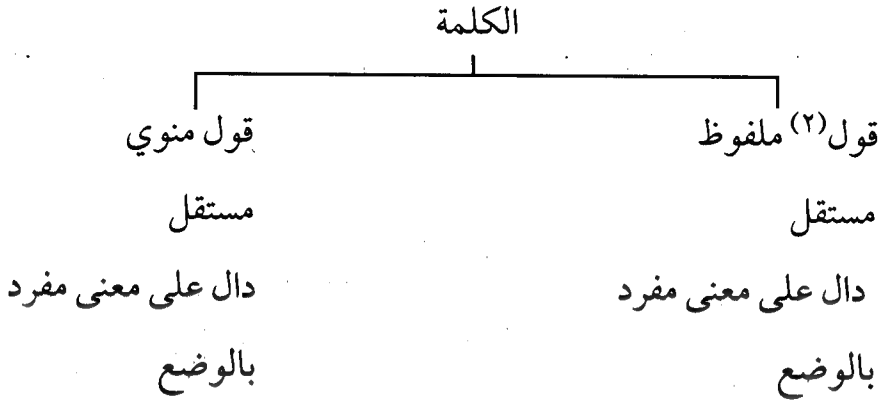 الكلمة
قول(٢) ملفوظ
مستقل
دال على معنى مفرد
بالوضع
قول منوي
مستقل
دال على معنى مفرد
بالوضع